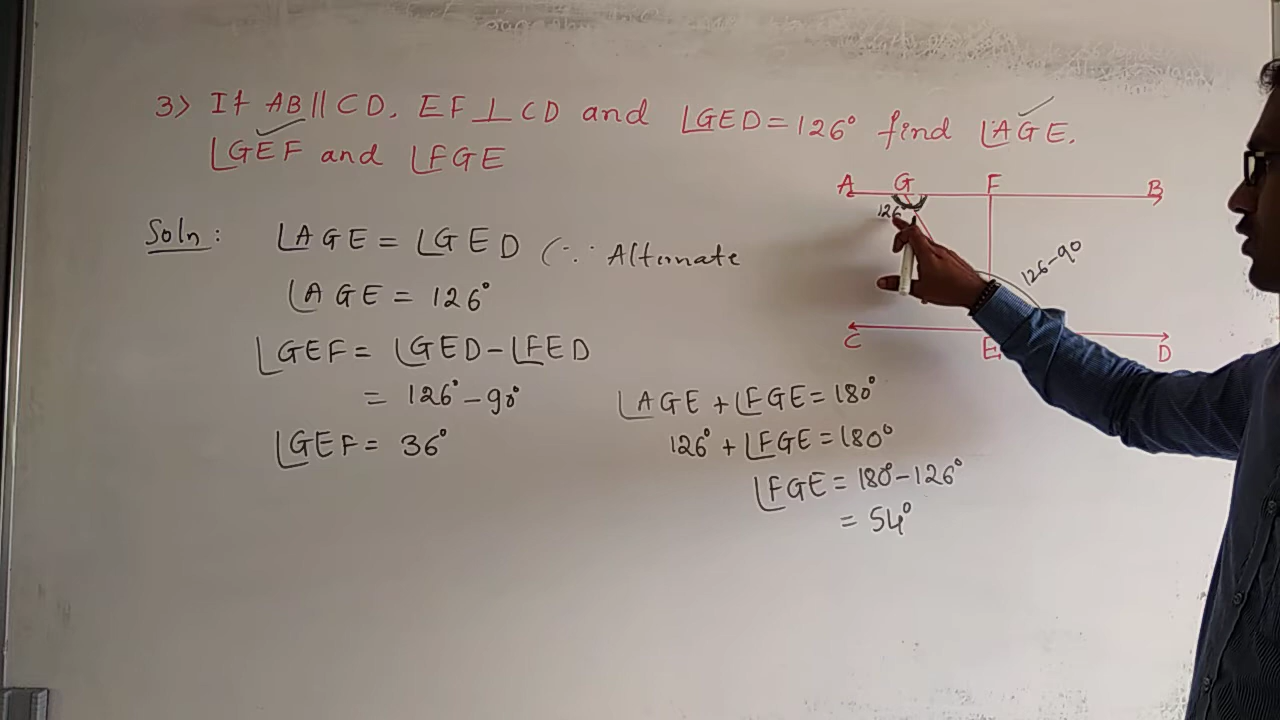 3) If AB || CD, EF ⊥ CD and ∠GED = 126° find ∠AGE,
∠GEF and ∠FGE
A G F B
126°
126-90
C E D
Soln : ∠AGE = ∠GED (∵ Alternate
∠AGE = 126°
∠GEF = ∠GED - ∠FED
= 126° - 90°
∠GEF = 36°
∠AGE + ∠FGE = 180°
126° + ∠FGE = 180°
∠FGE = 180° - 126°
= 54°